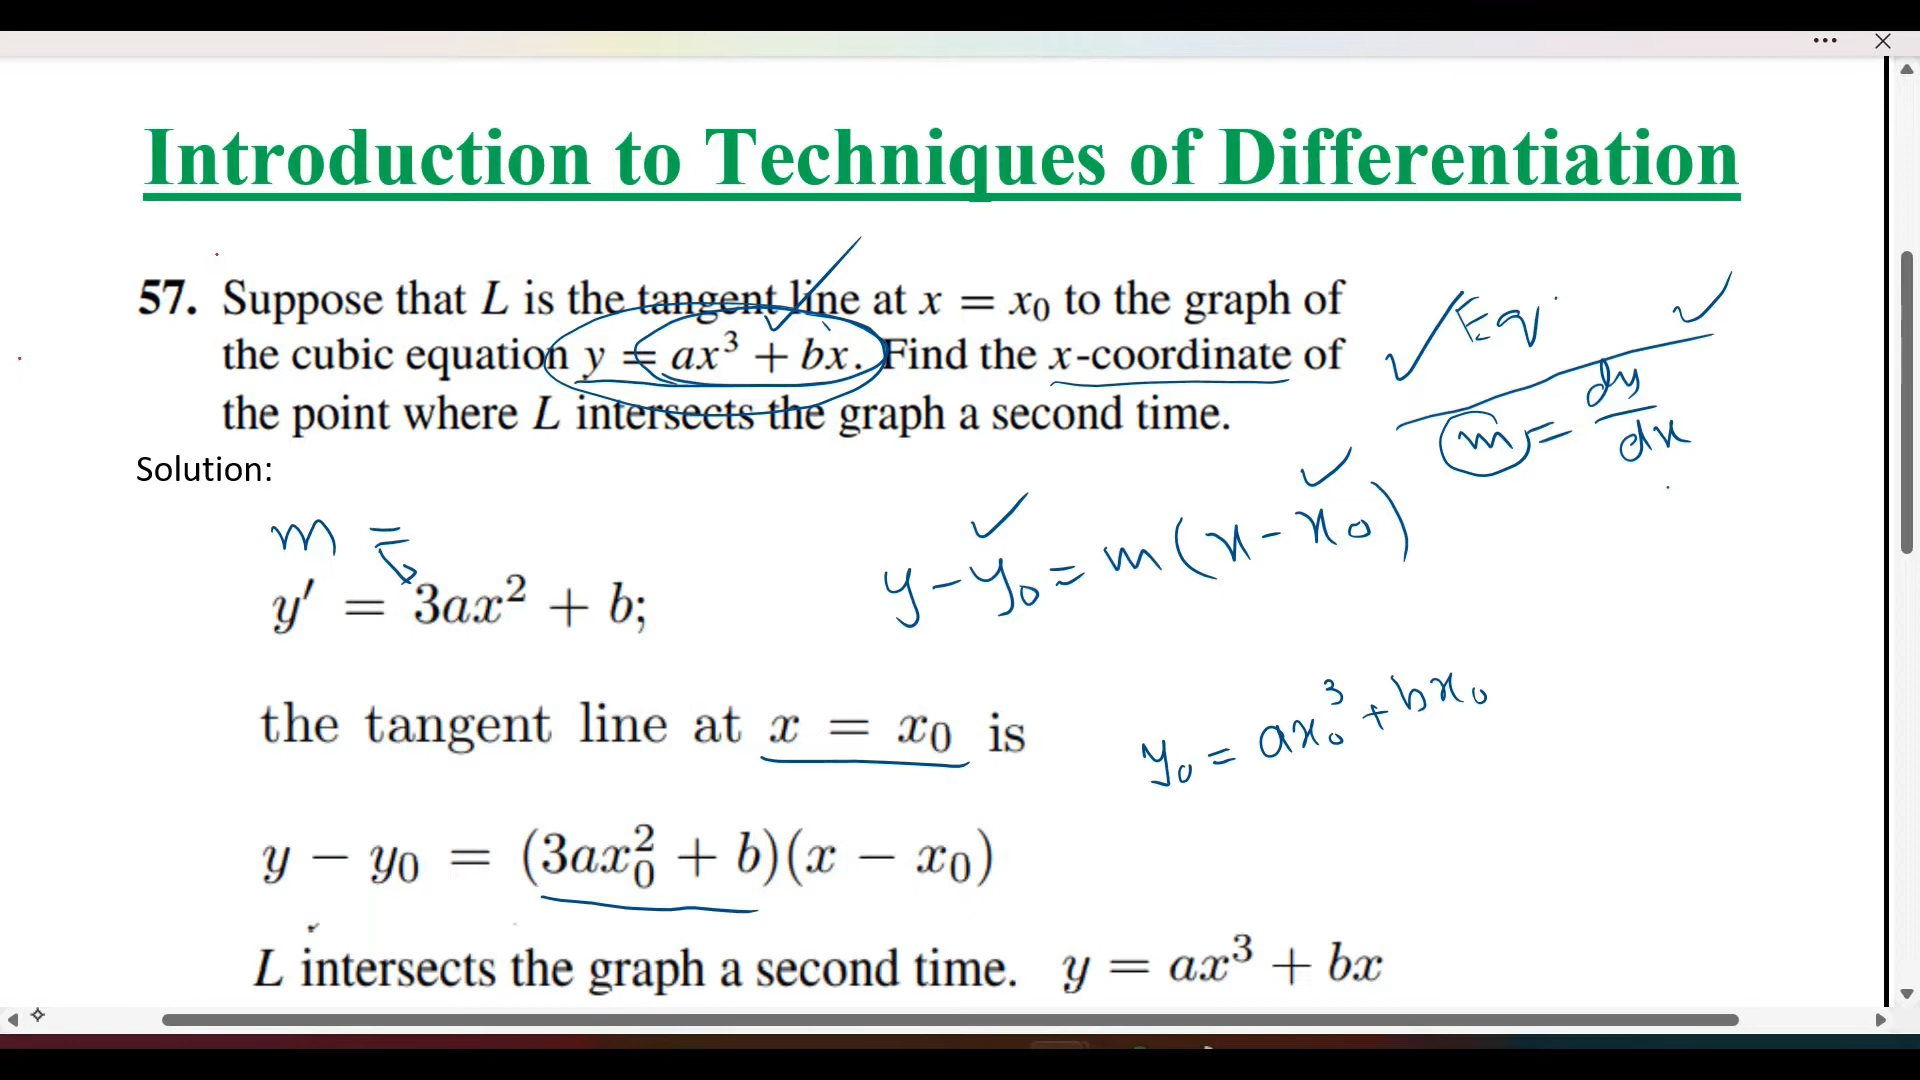 Introduction to Techniques of Differentiation
57. Suppose that L is the tangent line at x = x₀ to the graph of
the cubic equation y = ax³ + bx. Find the x-coordinate of
the point where L intersects the graph a second time.
Eq.
m = dy/dx
Solution:
m =
y - y₀ = m(x - x₀)
y′ = 3ax² + b;
the tangent line at x = x₀ is
y₀ = ax₀³ + bx₀
y − y₀ = (3ax₀² + b)(x − x₀)
L intersects the graph a second time. y = ax³ + bx